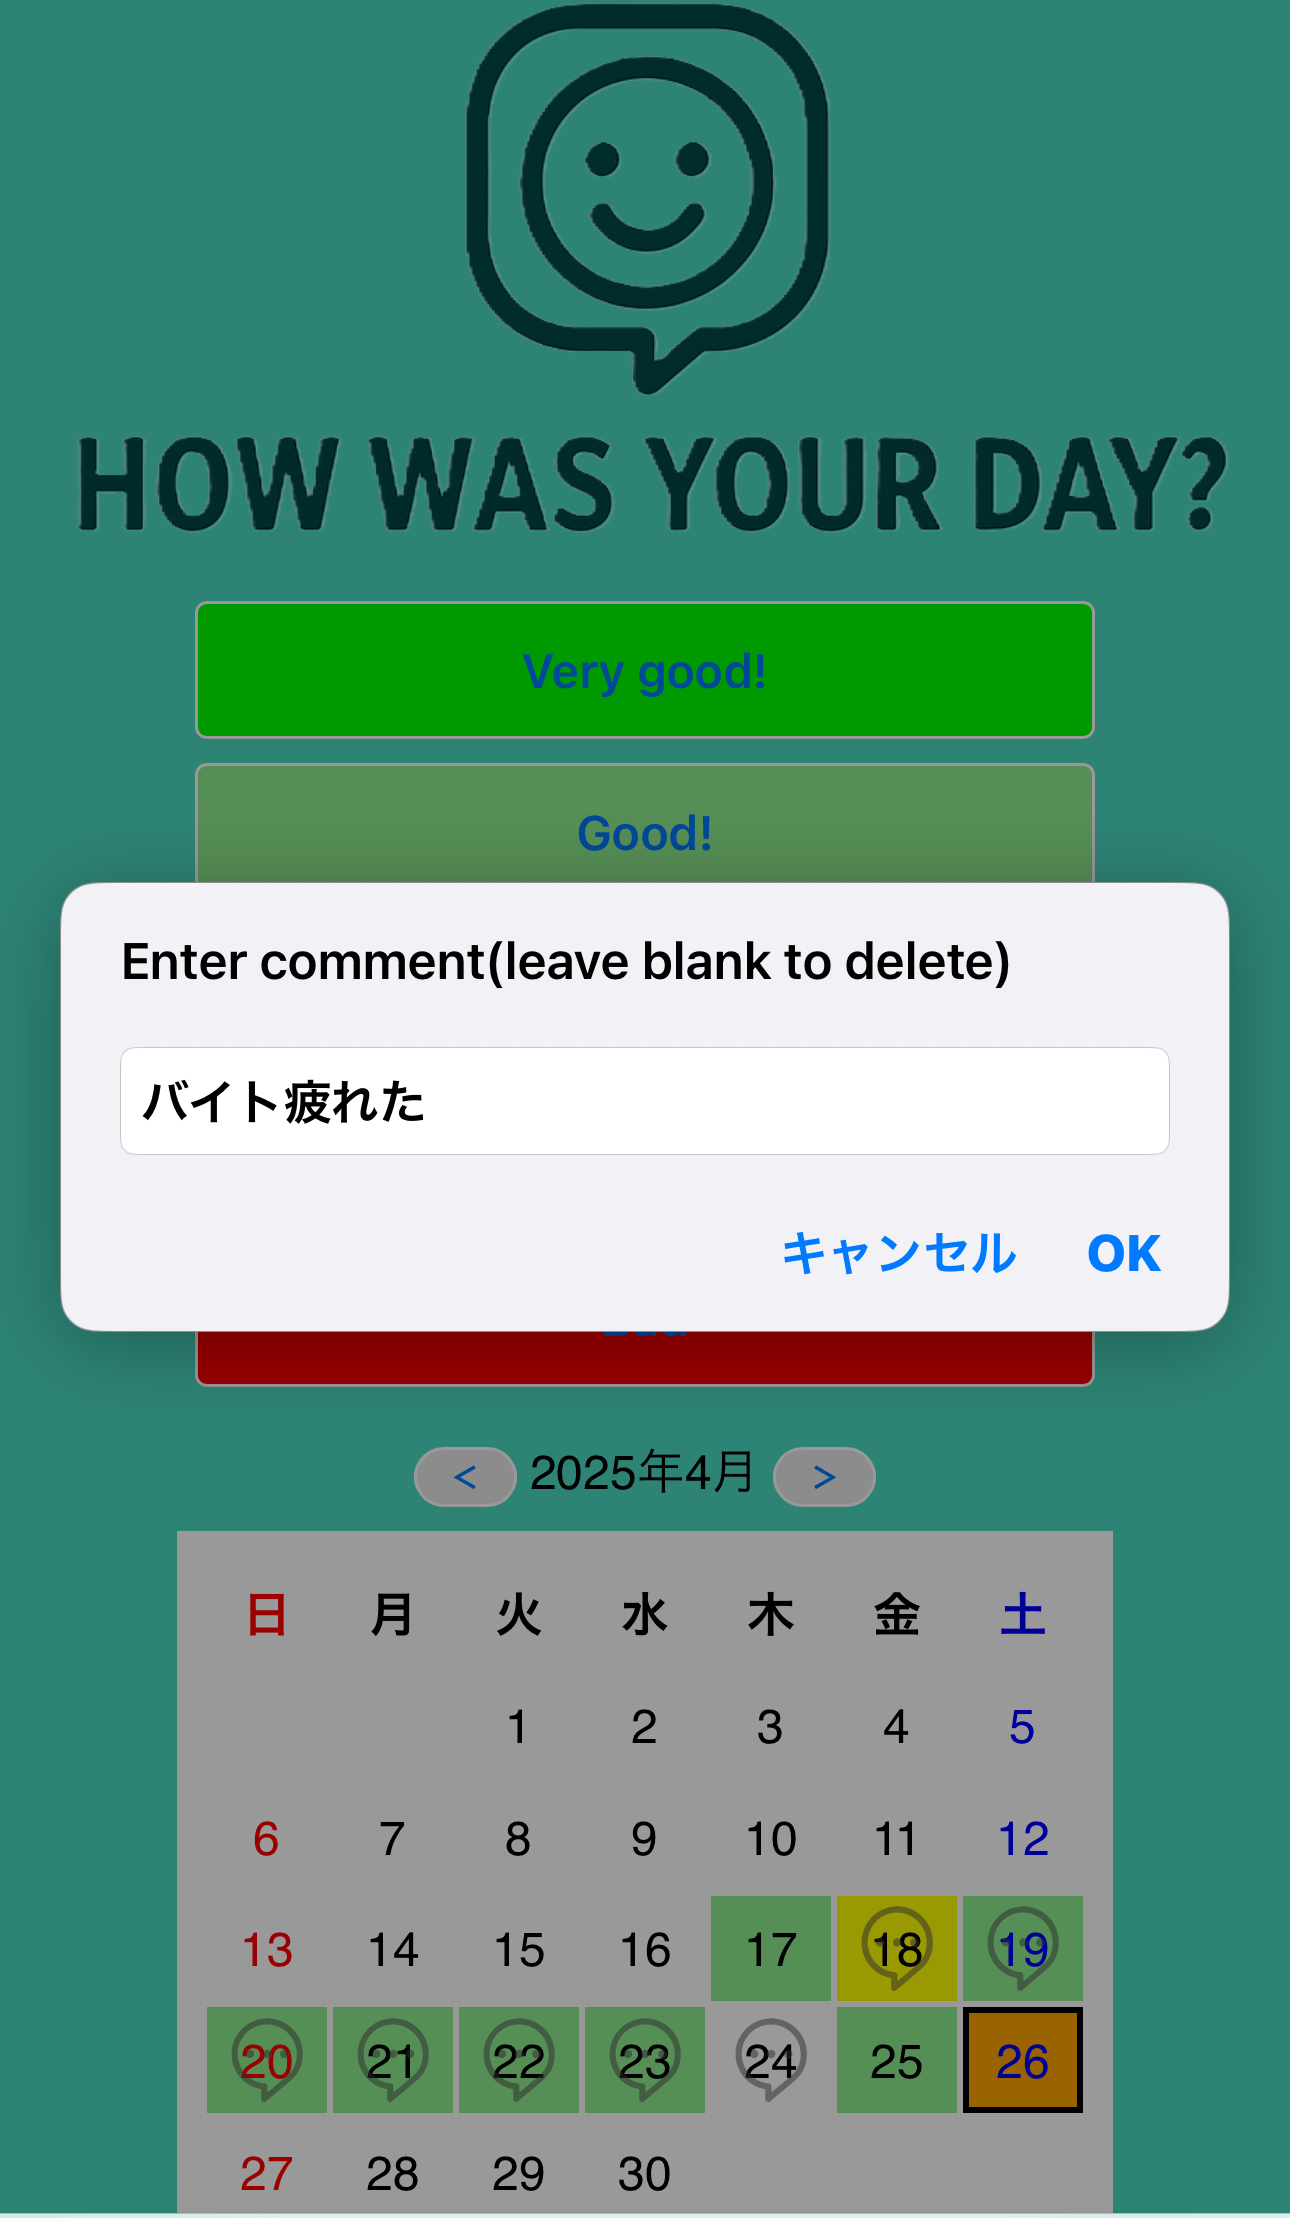 HOW WAS YOUR DAY?
Very good!
Good!
Enter comment(leave blank to delete)
バイト疲れた
キャンセル OK
< 2025年4月 >
日 月 火 水 木 金 土
1 2 3 4 5
6 7 8 9 10 11 12
13 14 15 16 17 18 19
20 21 22 23 24 25 26
27 28 29 30